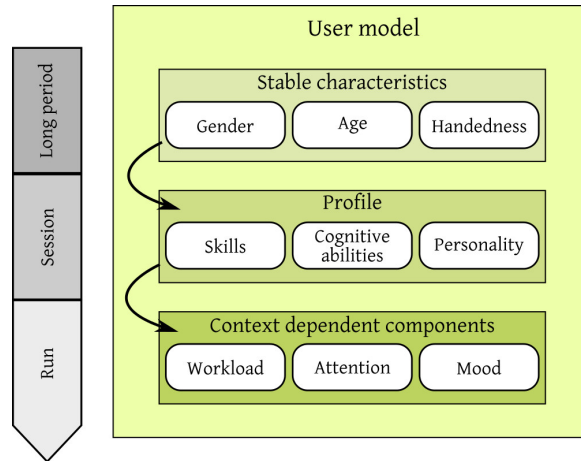 User model
Long period
Stable characteristics
Gender
Age
Handedness
Session
Profile
Skills
Cognitive
abilities
Personality
Run
Context dependent components
Workload
Attention
Mood